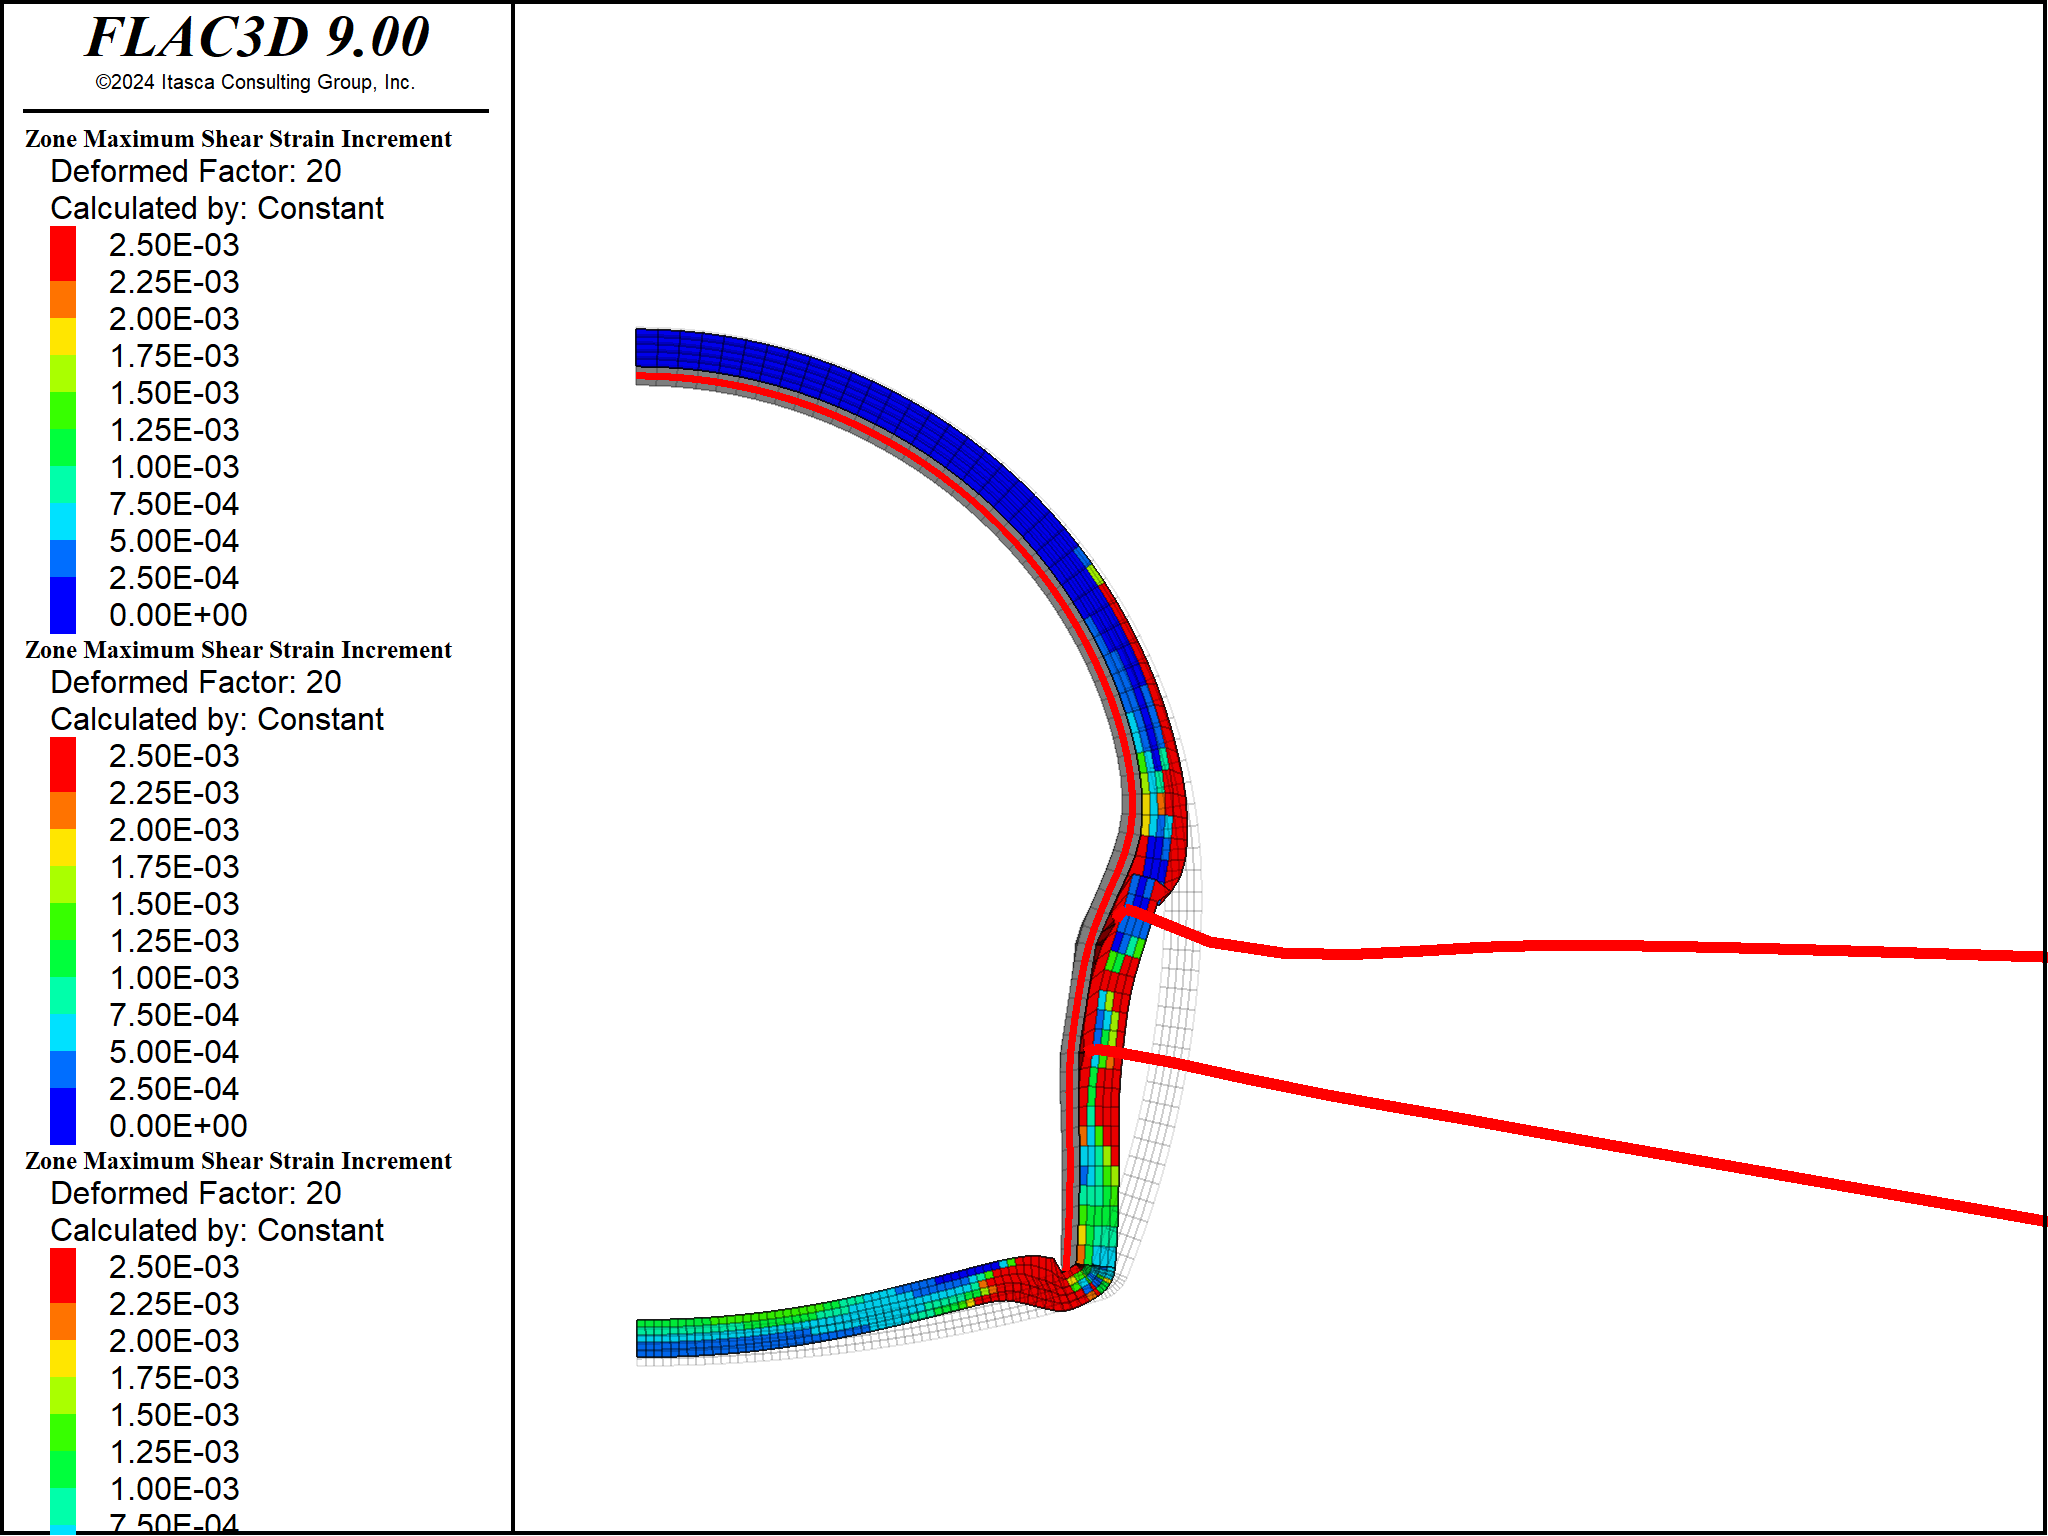 FLAC3D 9.00
©2024 Itasca Consulting Group, Inc.
Zone Maximum Shear Strain Increment
Deformed Factor: 20
Calculated by: Constant
2.50E-03
2.25E-03
2.00E-03
1.75E-03
1.50E-03
1.25E-03
1.00E-03
7.50E-04
5.00E-04
2.50E-04
0.00E+00
Zone Maximum Shear Strain Increment
Deformed Factor: 20
Calculated by: Constant
2.50E-03
2.25E-03
2.00E-03
1.75E-03
1.50E-03
1.25E-03
1.00E-03
7.50E-04
5.00E-04
2.50E-04
0.00E+00
Zone Maximum Shear Strain Increment
Deformed Factor: 20
Calculated by: Constant
2.50E-03
2.25E-03
2.00E-03
1.75E-03
1.50E-03
1.25E-03
1.00E-03
7.50E-04